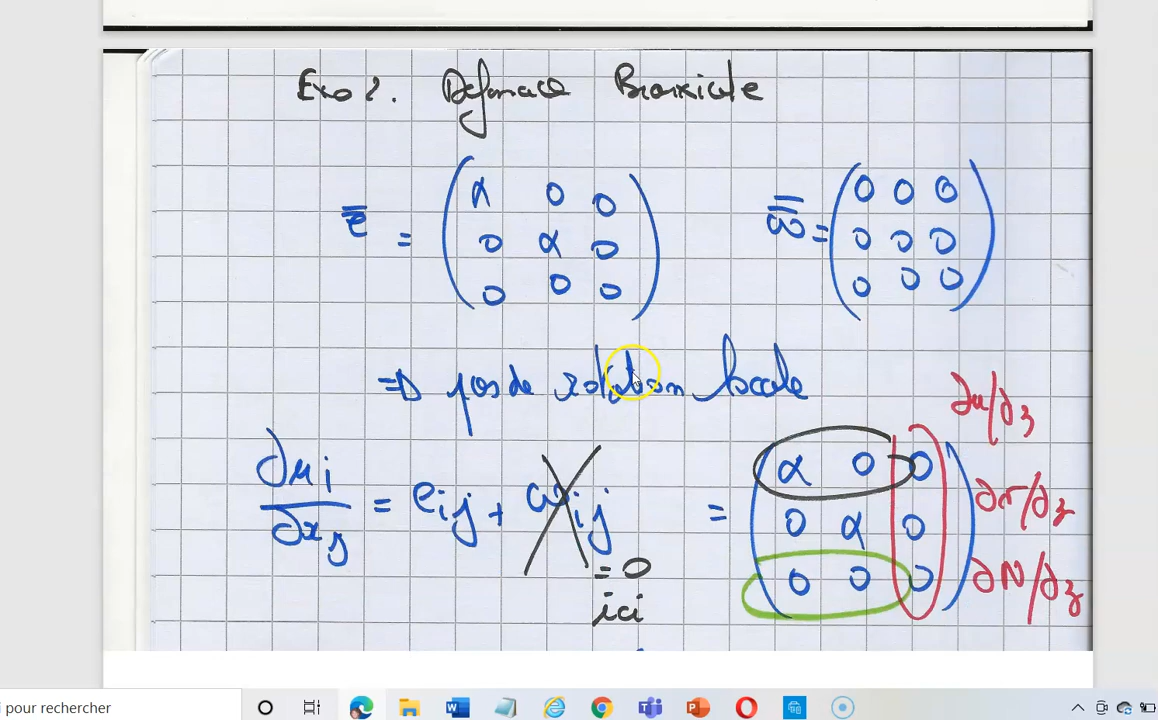 Exo 2. Déformation Biaxiale
e̿ = ( α 0 0
0 α 0
0 0 0 )
ω̿ = ( 0 0 0
0 0 0
0 0 0 )
=> pas de rotation locale
∂ui/∂xj = eij + ωij = ( α 0 0
0 α 0
0 0 0 )
= 0
ici
∂u/∂z
∂v/∂z
∂w/∂z
i pour rechercher